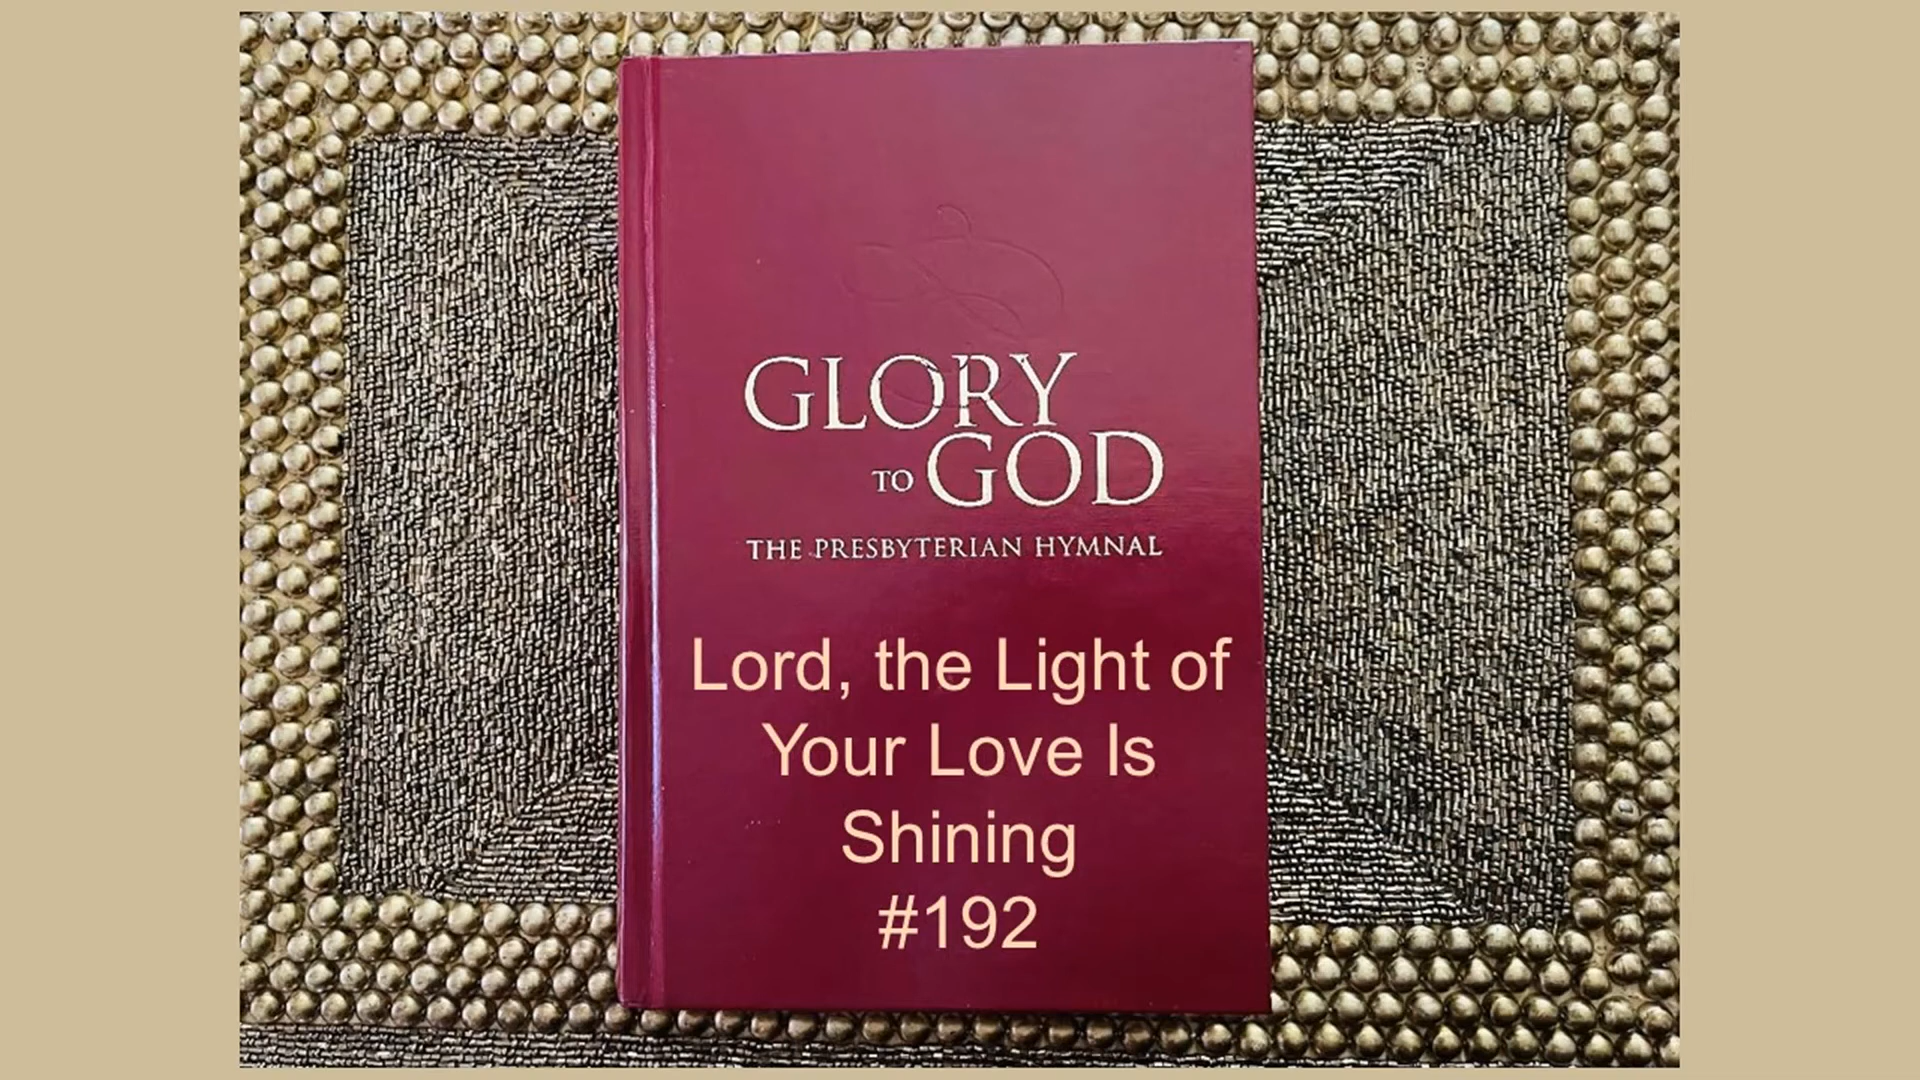 GLORY
TO GOD
THE PRESBYTERIAN HYMNAL
Lord, the Light of
Your Love Is
Shining
#192